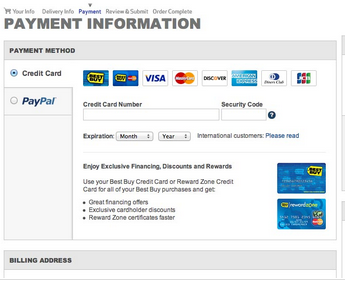 Your Info Delivery Info Payment Review & Submit Order Complete
PAYMENT INFORMATION
PAYMENT METHOD
Credit Card
VISA
MasterCard
DISCOVER
AMERICAN EXPRESS
Diners Club
JCB
PayPal
Credit Card Number Security Code
?
Expiration: Month Year International customers: Please read
Enjoy Exclusive Financing, Discounts and Rewards
Use your Best Buy Credit Card or Reward Zone Credit
Card for all of your Best Buy purchases and get:
Great financing offers
Exclusive cardholder discounts
Reward Zone certificates faster
BEST BUY
rewardzone
BILLING ADDRESS